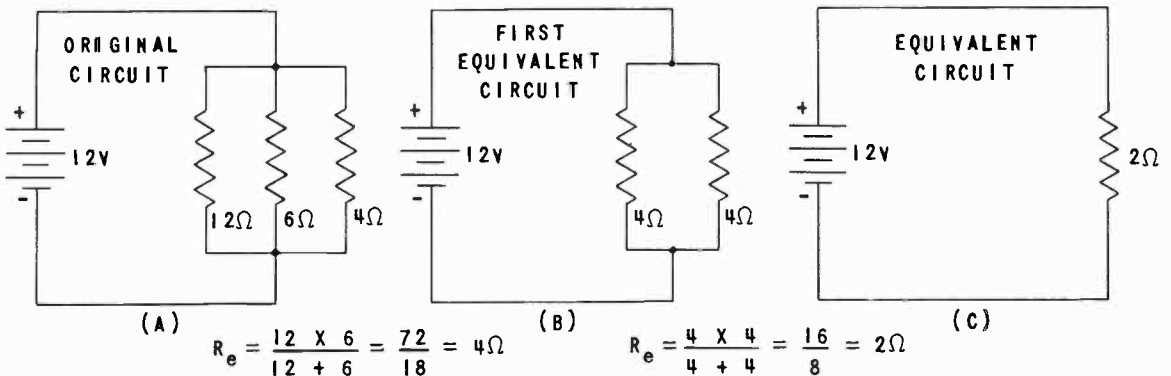 ORIGINAL
CIRCUIT
+
12V
-
12Ω
6Ω
4Ω
(A)
FIRST
EQUIVALENT
CIRCUIT
+
12V
-
4Ω
4Ω
(B)
EQUIVALENT
CIRCUIT
+
12V
-
2Ω
(C)
Re = 12 X 6 / 12 + 6 = 72 / 18 = 4Ω
Re = 4 X 4 / 4 + 4 = 16 / 8 = 2Ω